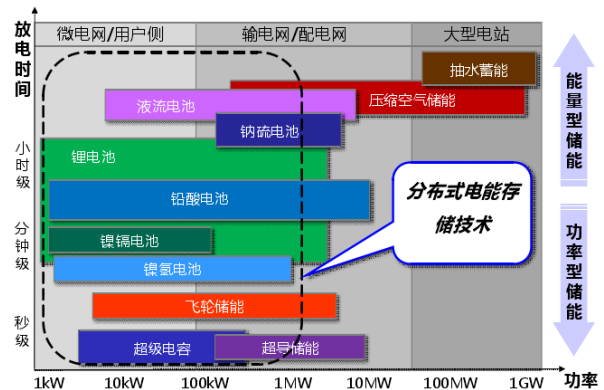 放电时间
微电网/用户侧
输电网/配电网
大型电站
抽水蓄能
压缩空气储能
液流电池
钠硫电池
小时级
锂电池
铅酸电池
分钟级
镍镉电池
镍氢电池
飞轮储能
秒级
超级电容
超导储能
分布式电能存
储能技术
能量型储能
功率型储能
1kW
10kW
100kW
1MW
10MW
100MW
1GW
功率